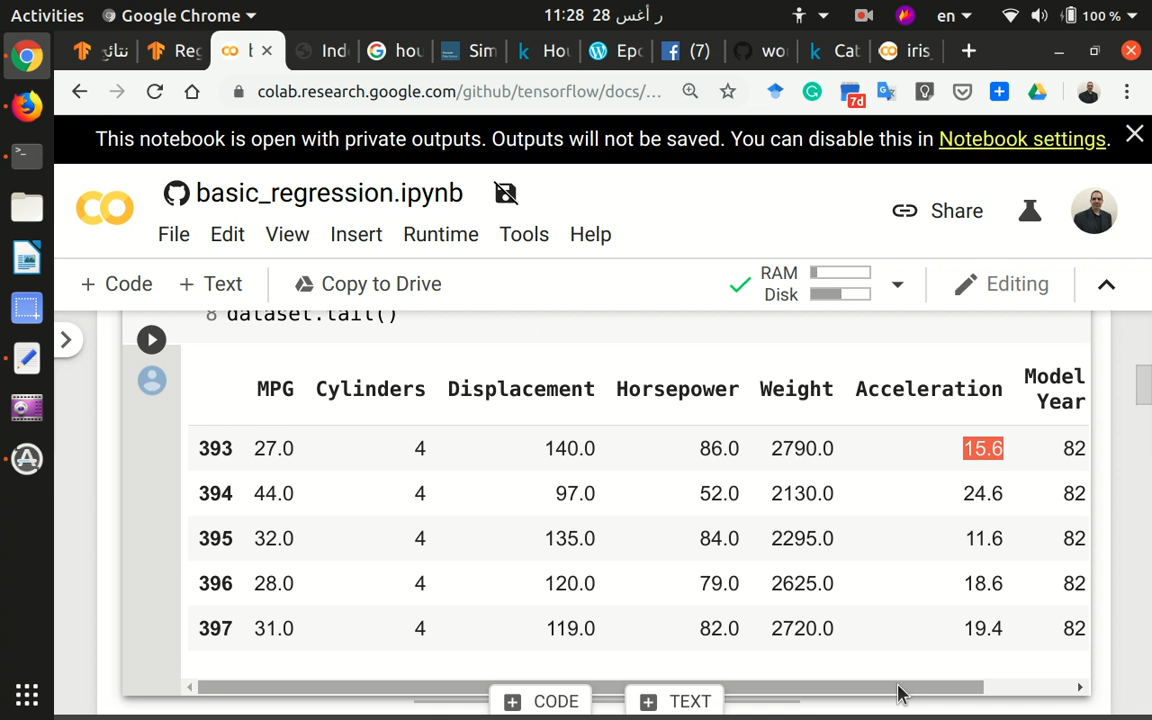 Activities Google Chrome 11:28 28 ر أغس en 100 %
نتائج Reg t Ind hou Sim Hou Epo (7) wo Cat iris_
colab.research.google.com/github/tensorflow/docs/... 7d
This notebook is open with private outputs. Outputs will not be saved. You can disable this in Notebook settings.
basic_regression.ipynb Share
File Edit View Insert Runtime Tools Help
+ Code + Text Copy to Drive RAM Disk Editing
8 dataset.tail()
MPG Cylinders Displacement Horsepower Weight Acceleration Model Year
393 27.0 4 140.0 86.0 2790.0 15.6 82
394 44.0 4 97.0 52.0 2130.0 24.6 82
395 32.0 4 135.0 84.0 2295.0 11.6 82
396 28.0 4 120.0 79.0 2625.0 18.6 82
397 31.0 4 119.0 82.0 2720.0 19.4 82
+ CODE + TEXT